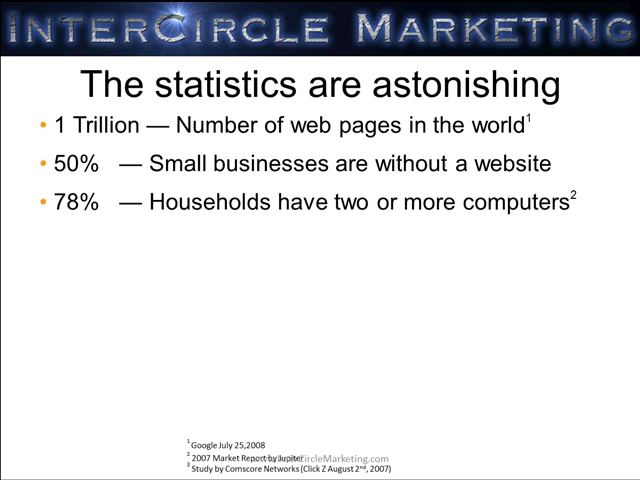 InterCircle Marketing
The statistics are astonishing
• 1 Trillion — Number of web pages in the world¹
• 50% — Small businesses are without a website
• 78% — Households have two or more computers²
¹ Google July 25,2008
² 2007 Market Report by Jupiter
CircleMarketing.com
³ Study by Comscore Networks (Click Z August 2nd, 2007)